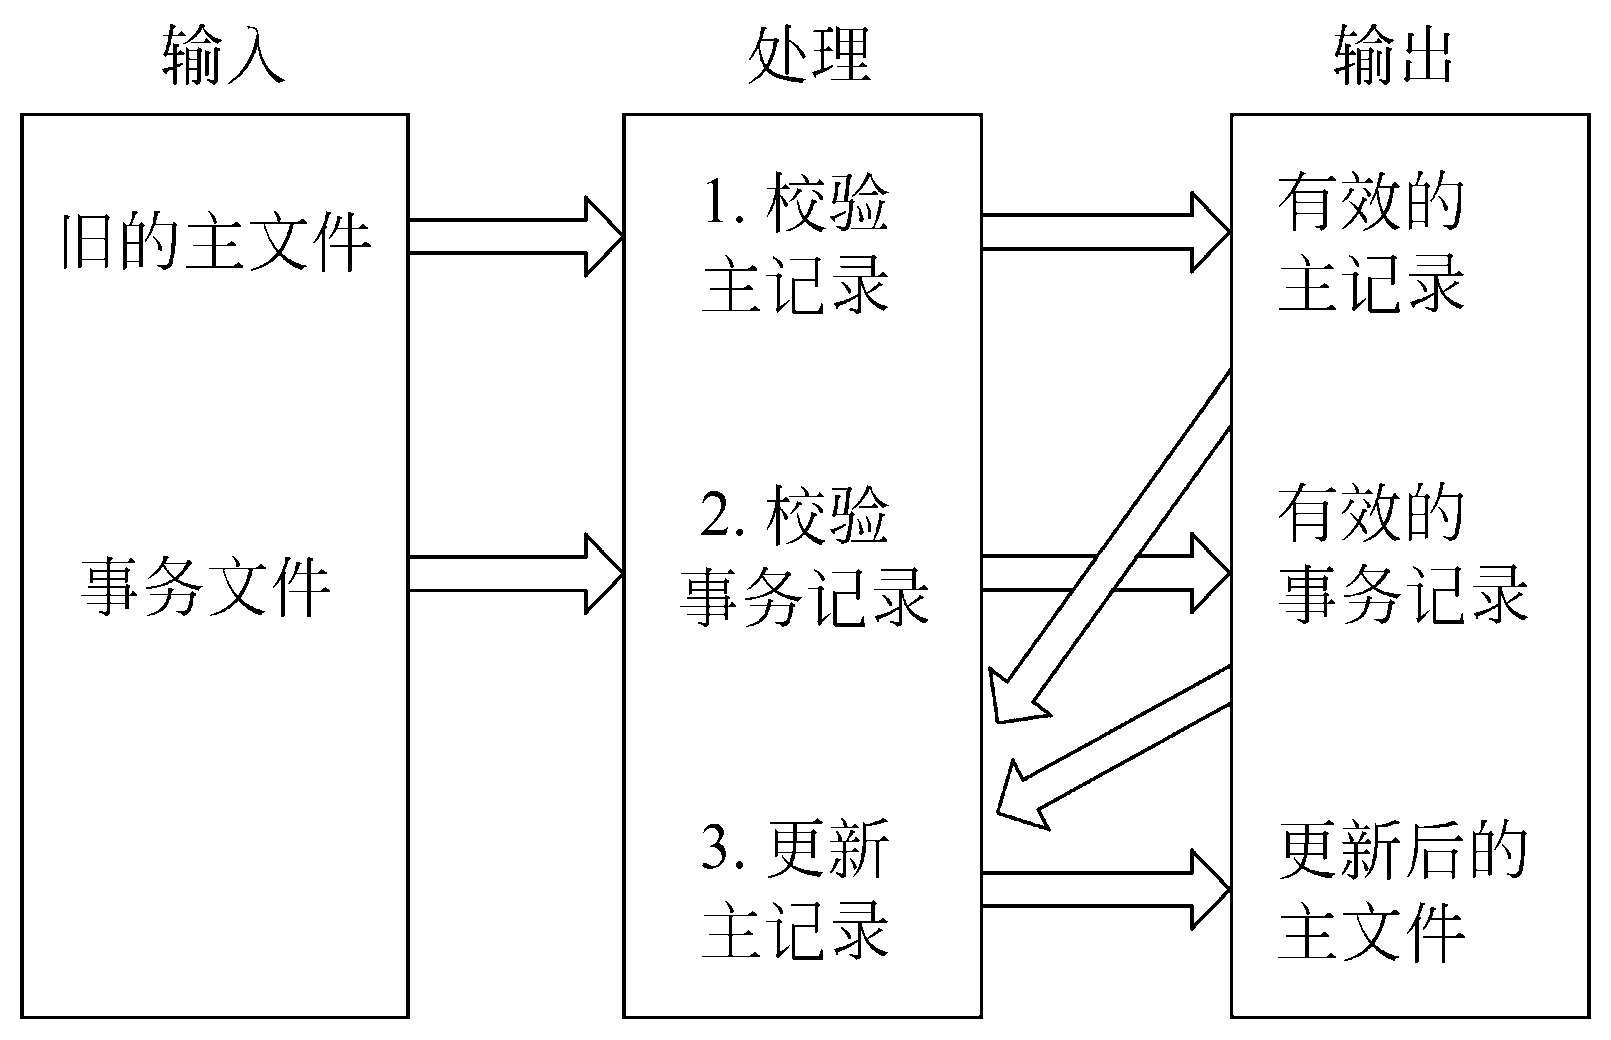 输入
处理
输出
旧的主文件
事务文件
1. 校验
主记录
2. 校验
事务记录
3. 更新
主记录
有效的
主记录
有效的
事务记录
更新后的
主文件